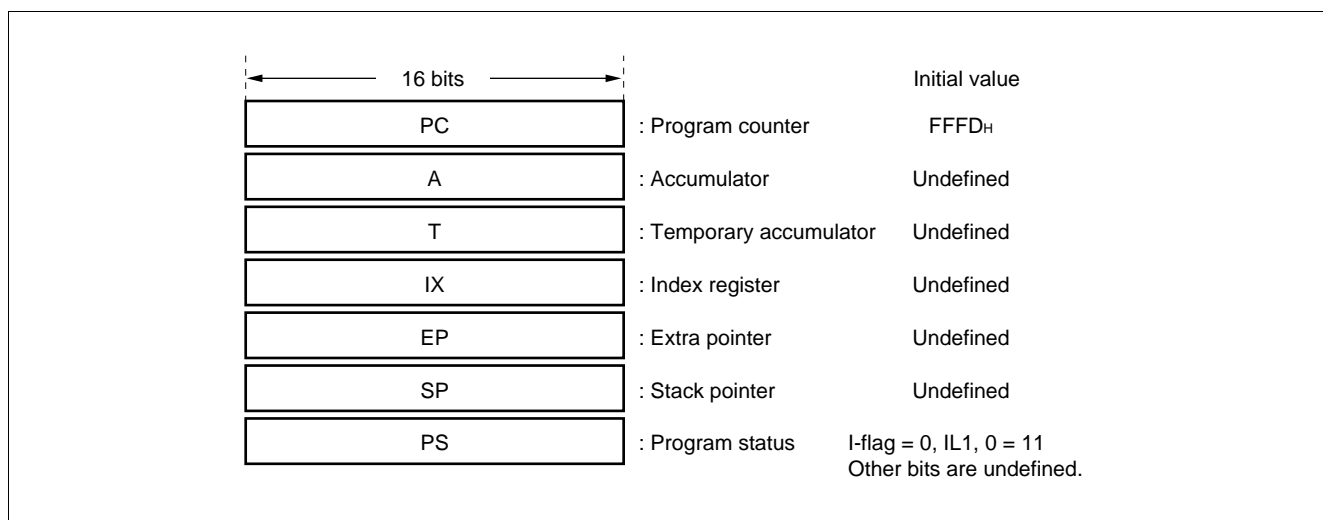 16 bits Initial value
PC : Program counter FFFDH
A : Accumulator Undefined
T : Temporary accumulator Undefined
IX : Index register Undefined
EP : Extra pointer Undefined
SP : Stack pointer Undefined
PS : Program status I-flag = 0, IL1, 0 = 11
Other bits are undefined.